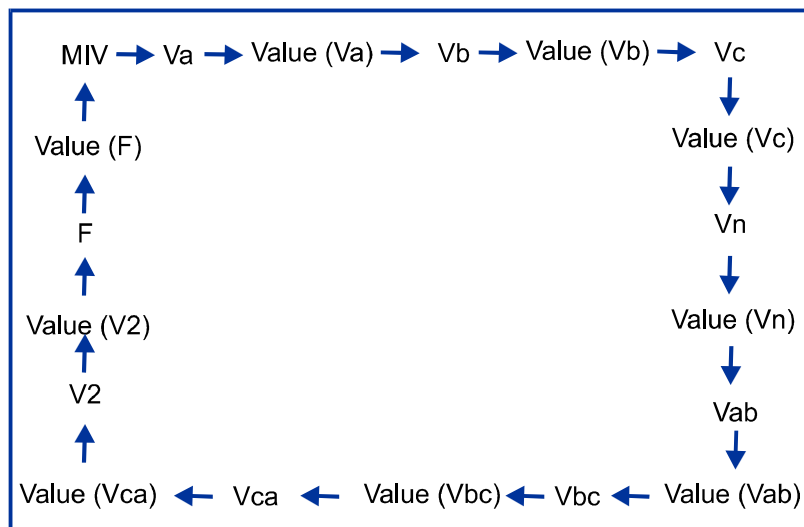 MIV
Va
Value (Va)
Vb
Value (Vb)
Vc
Value (Vc)
Vn
Value (Vn)
Vab
Value (Vab)
Vbc
Value (Vbc)
Vca
Value (Vca)
V2
Value (V2)
F
Value (F)